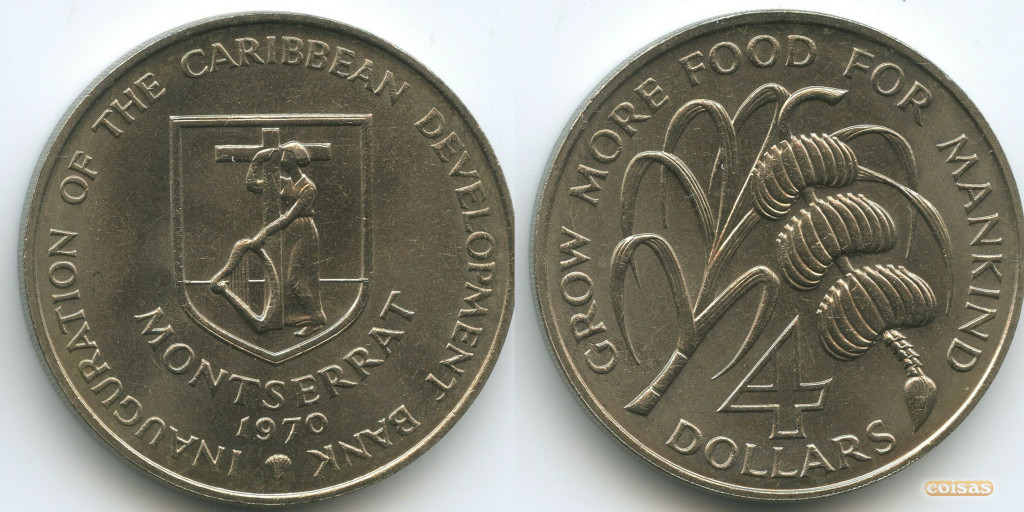 INAUGURATION OF THE CARIBBEAN DEVELOPMENT BANK
MONTSERRAT
1970
GROW MORE FOOD FOR MANKIND
4
DOLLARS
coisas